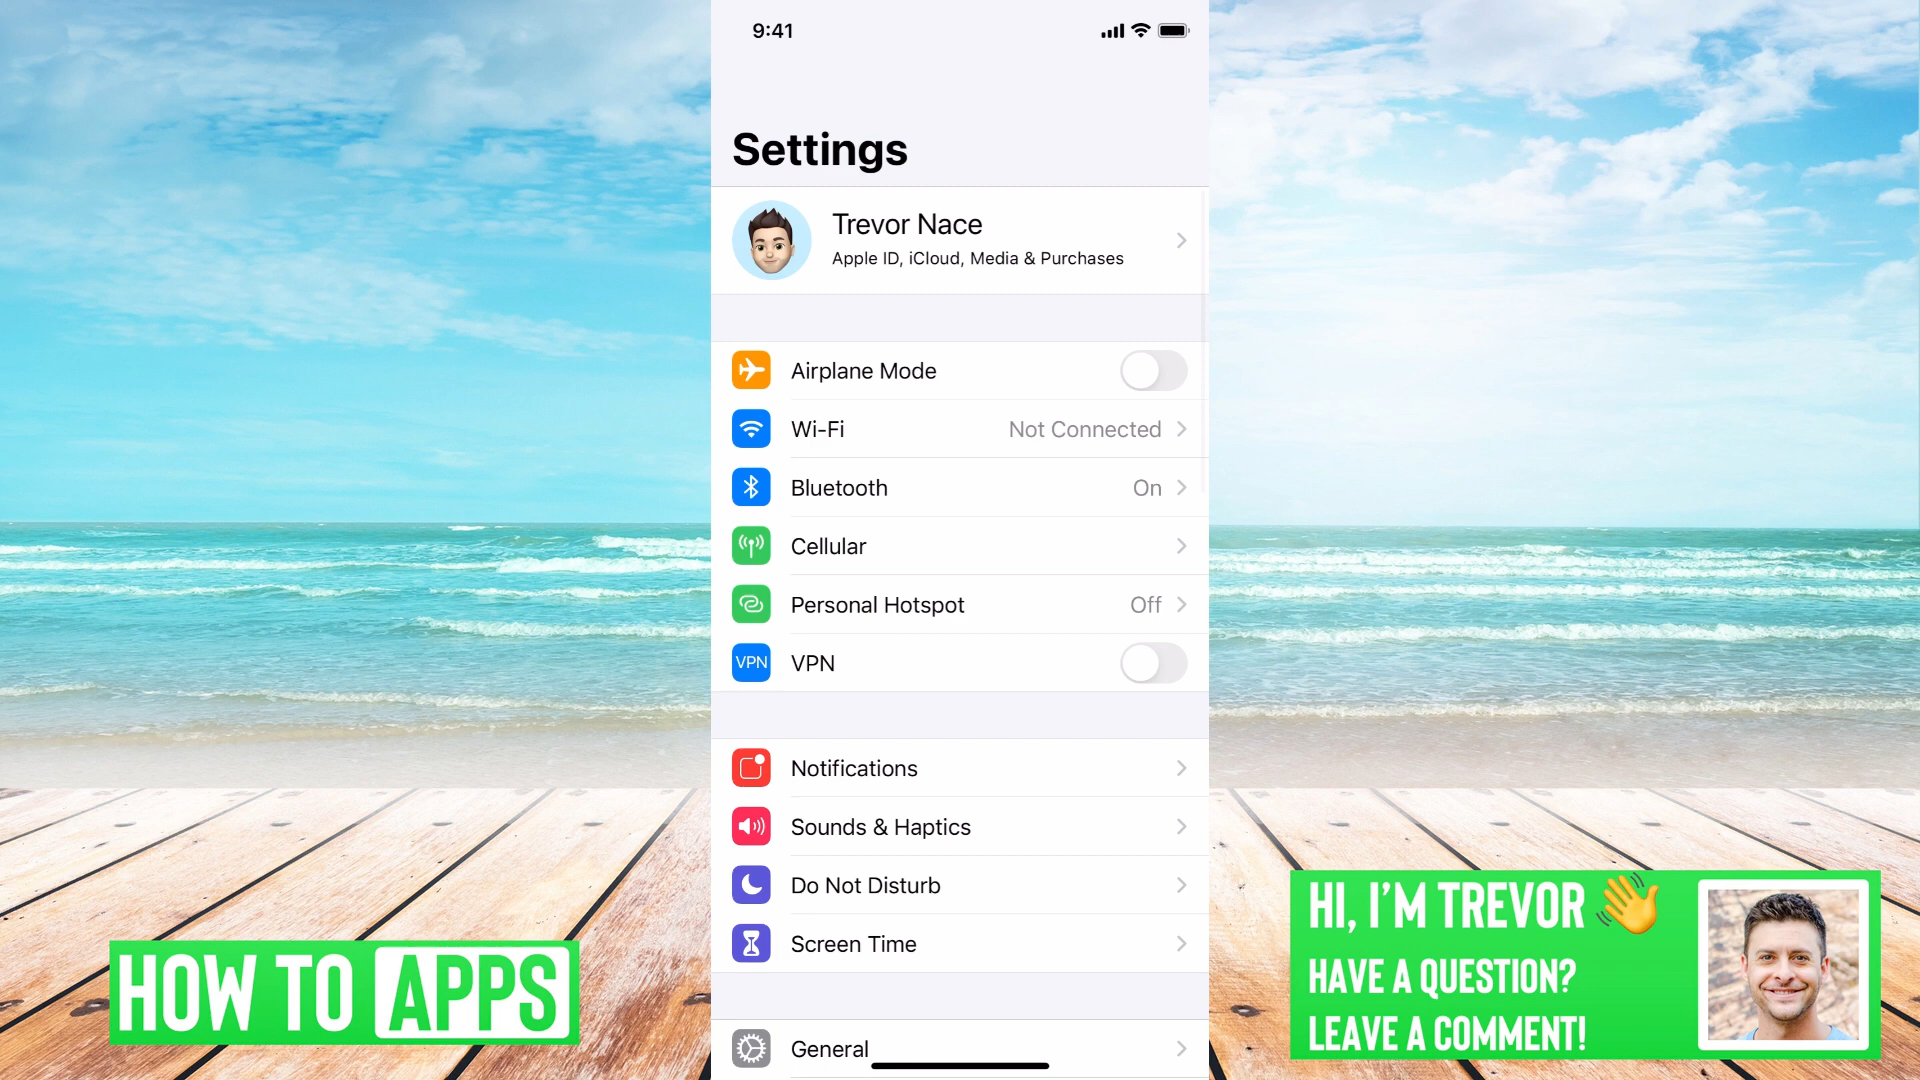 9:41
Settings
Trevor Nace
Apple ID, iCloud, Media & Purchases
Airplane Mode
Wi-Fi Not Connected
Bluetooth On
Cellular
Personal Hotspot Off
VPN VPN
Notifications
Sounds & Haptics
Do Not Disturb
Screen Time
General
HOW TO APPS
HI, I'M TREVOR
HAVE A QUESTION?
LEAVE A COMMENT!